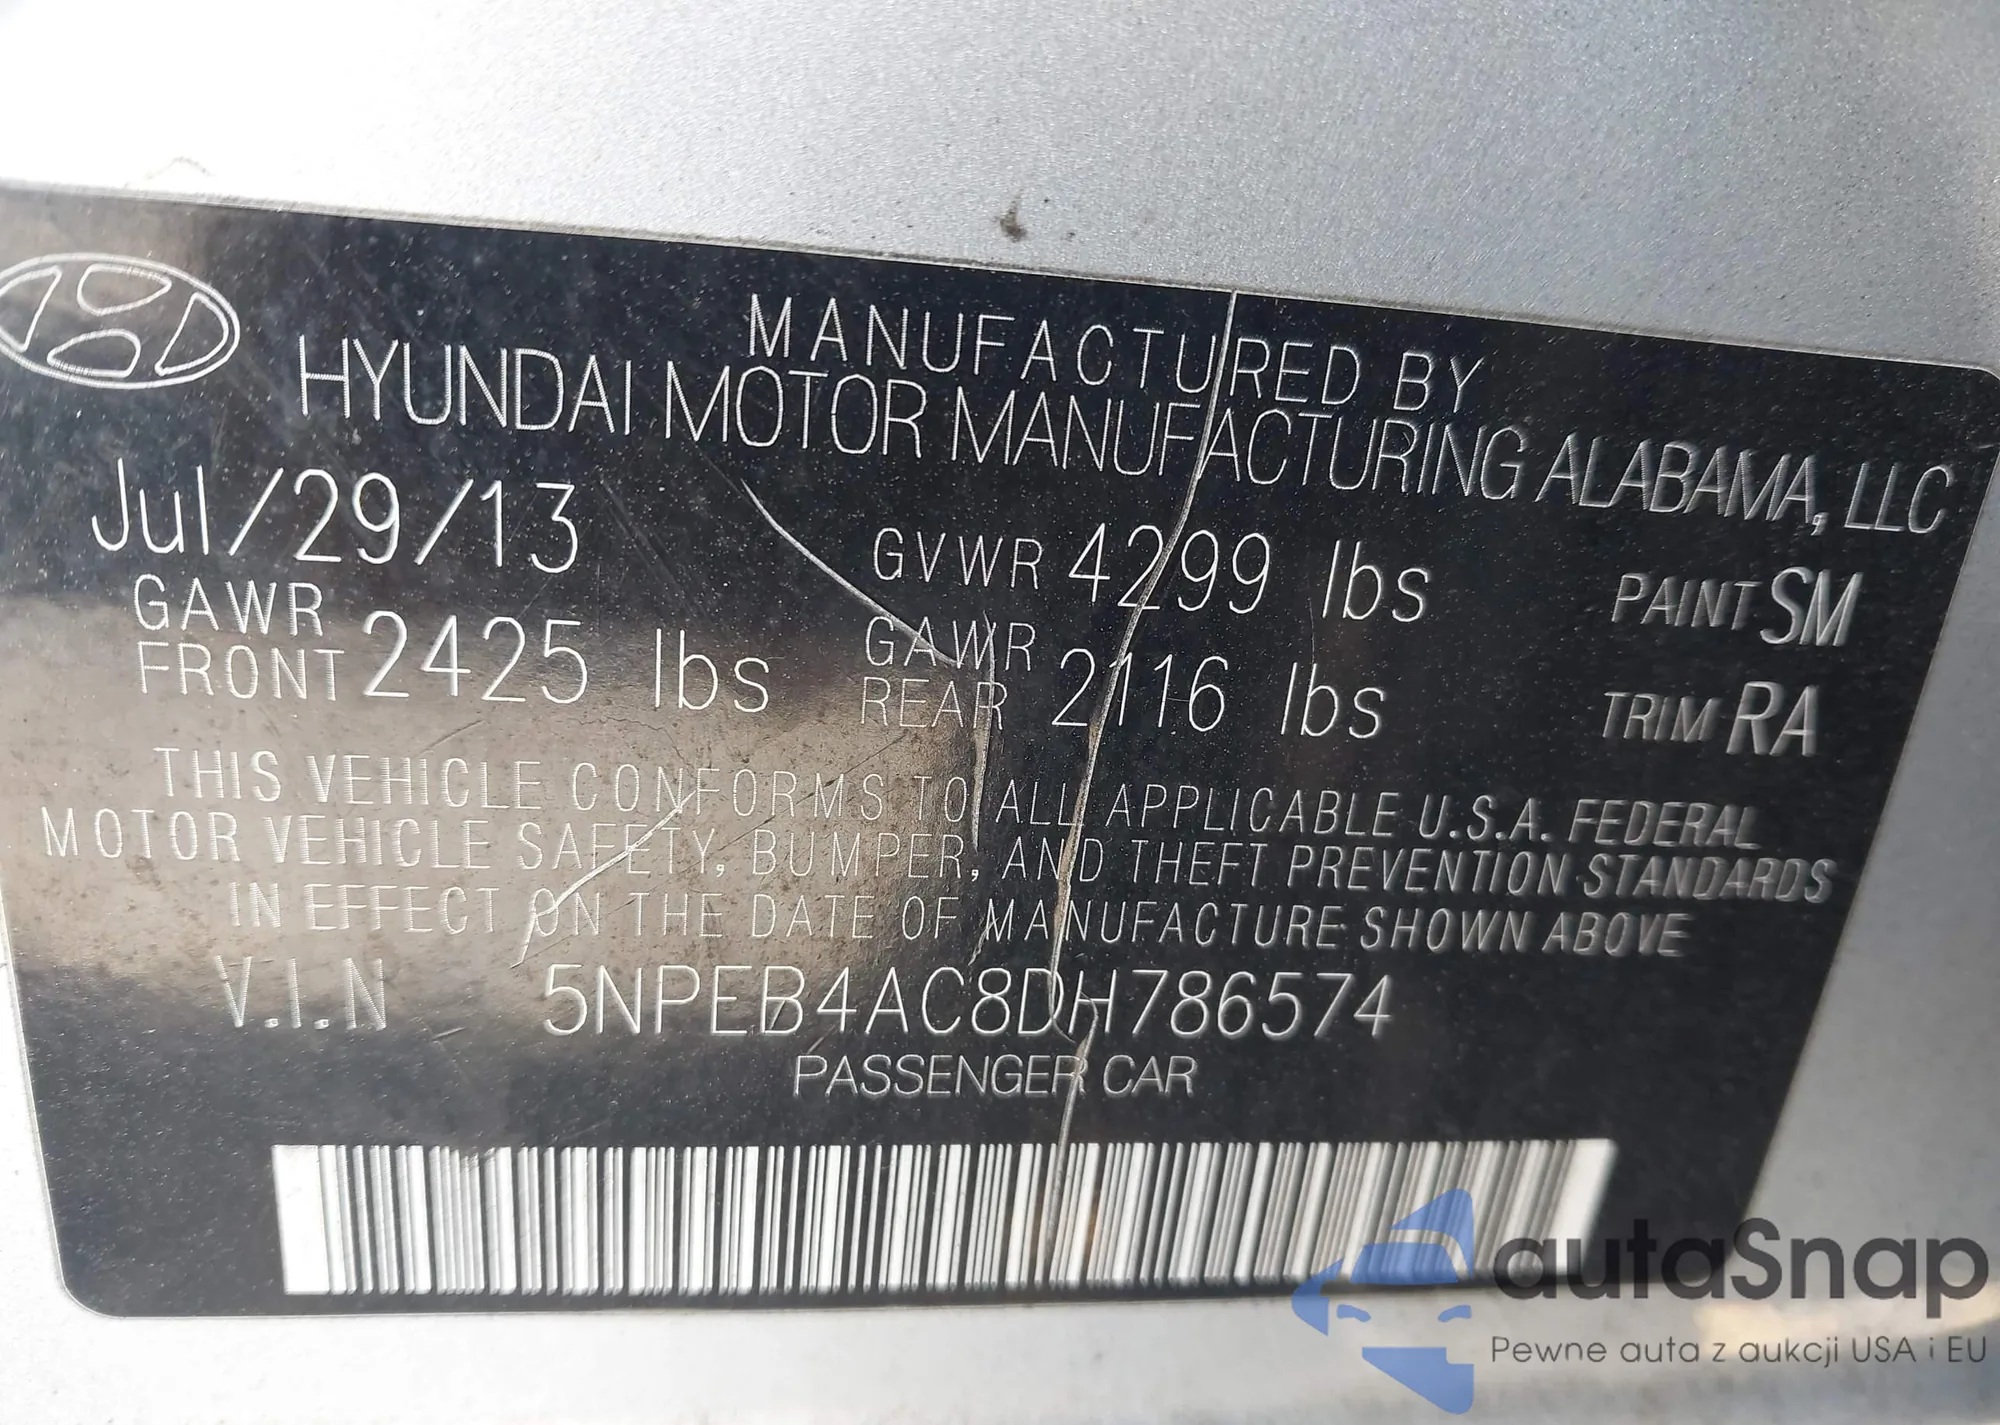 MANUFACTURED BY
HYUNDAI MOTOR MANUFACTURING ALABAMA, LLC
Jul/29/13 GVWR 4299 lbs PAINT SM
GAWR FRONT 2425 lbs GAWR REAR 2116 lbs TRIM RA
THIS VEHICLE CONFORMS TO ALL APPLICABLE U.S.A. FEDERAL
MOTOR VEHICLE SAFETY, BUMPER, AND THEFT PREVENTION STANDARDS
IN EFFECT ON THE DATE OF MANUFACTURE SHOWN ABOVE
V.I.N 5NPEB4AC8DH786574
PASSENGER CAR
autaSnap
Pewne auta z aukcji USA i EU